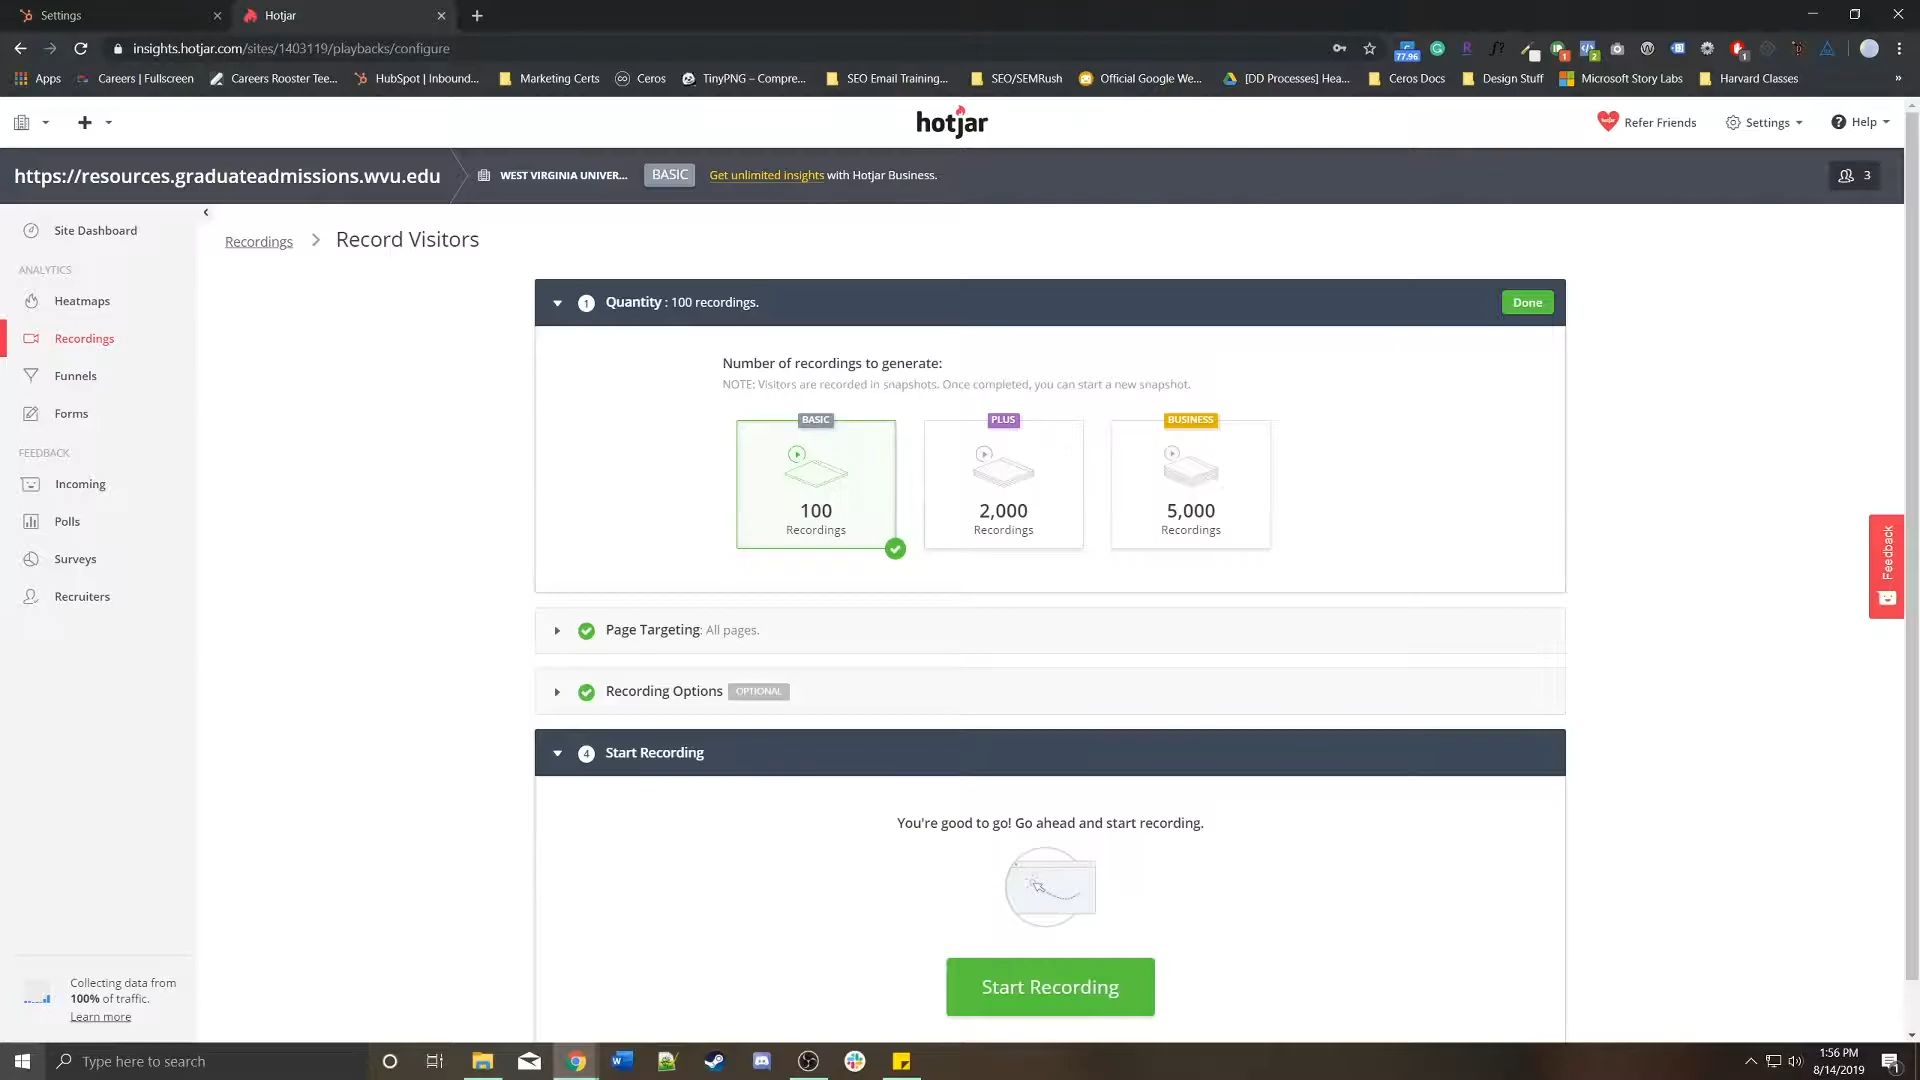 Settings
Hotjar
insights.hotjar.com/sites/1403119/playbacks/configure
77.96
1
2
1
Apps
Careers | Fullscreen
Careers Rooster Tee...
HubSpot | Inbound...
Marketing Certs
Ceros
TinyPNG – Compre...
SEO Email Training...
SEO/SEMRush
Official Google We...
[DD Processes] Hea...
Ceros Docs
Design Stuff
Microsoft Story Labs
Harvard Classes
»
hotjar
Refer Friends
Settings
Help
https://resources.graduateadmissions.wvu.edu
WEST VIRGINIA UNIVER...
BASIC
Get unlimited insights with Hotjar Business.
3
Site Dashboard
ANALYTICS
Heatmaps
Recordings
Funnels
Forms
FEEDBACK
Incoming
Polls
Surveys
Recruiters
Collecting data from
100% of traffic.
Learn more
Recordings > Record Visitors
1 Quantity : 100 recordings.
Done
Number of recordings to generate:
NOTE: Visitors are recorded in snapshots. Once completed, you can start a new snapshot.
BASIC
100
Recordings
PLUS
2,000
Recordings
BUSINESS
5,000
Recordings
Page Targeting: All pages.
Recording Options OPTIONAL
4 Start Recording
You're good to go! Go ahead and start recording.
Start Recording
Feedback
Type here to search
1:56 PM
8/14/2019
1